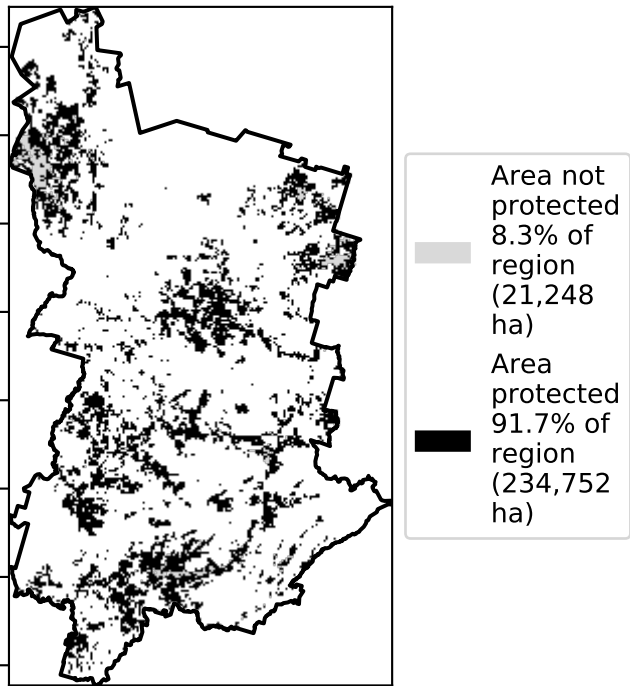 Area not
protected
8.3% of
region
(21,248
ha)
Area
protected
91.7% of
region
(234,752
ha)